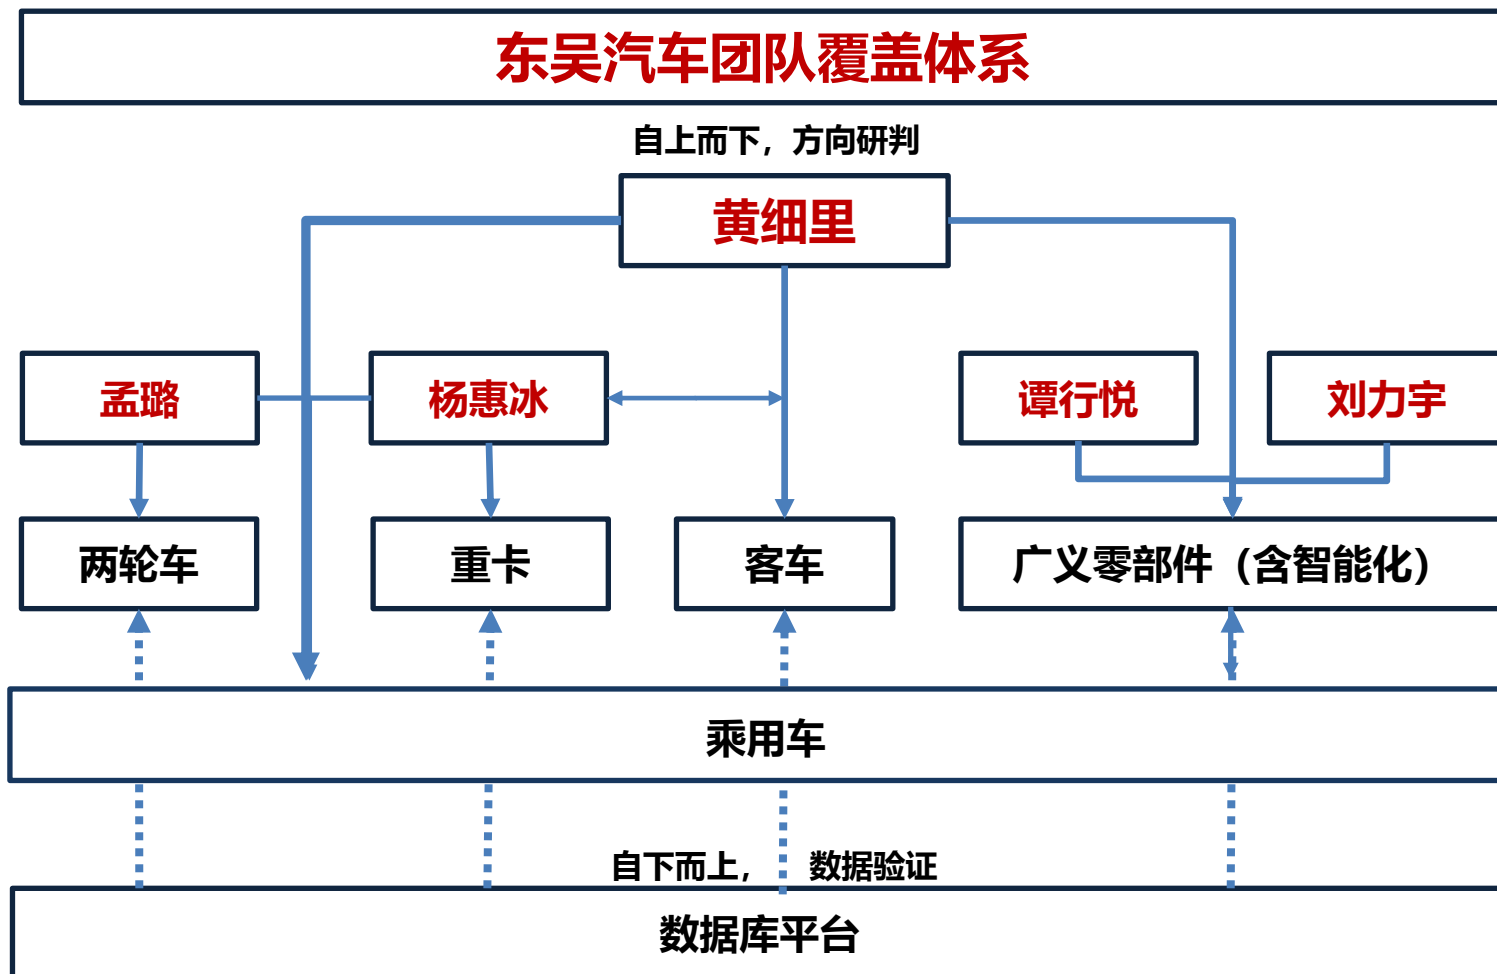 东吴汽车团队覆盖体系
自上而下，方向研判
黄细里
孟璐
杨惠冰
谭行悦
刘力宇
两轮车
重卡
客车
广义零部件（含智能化）
乘用车
自下而上， 数据验证
数据库平台